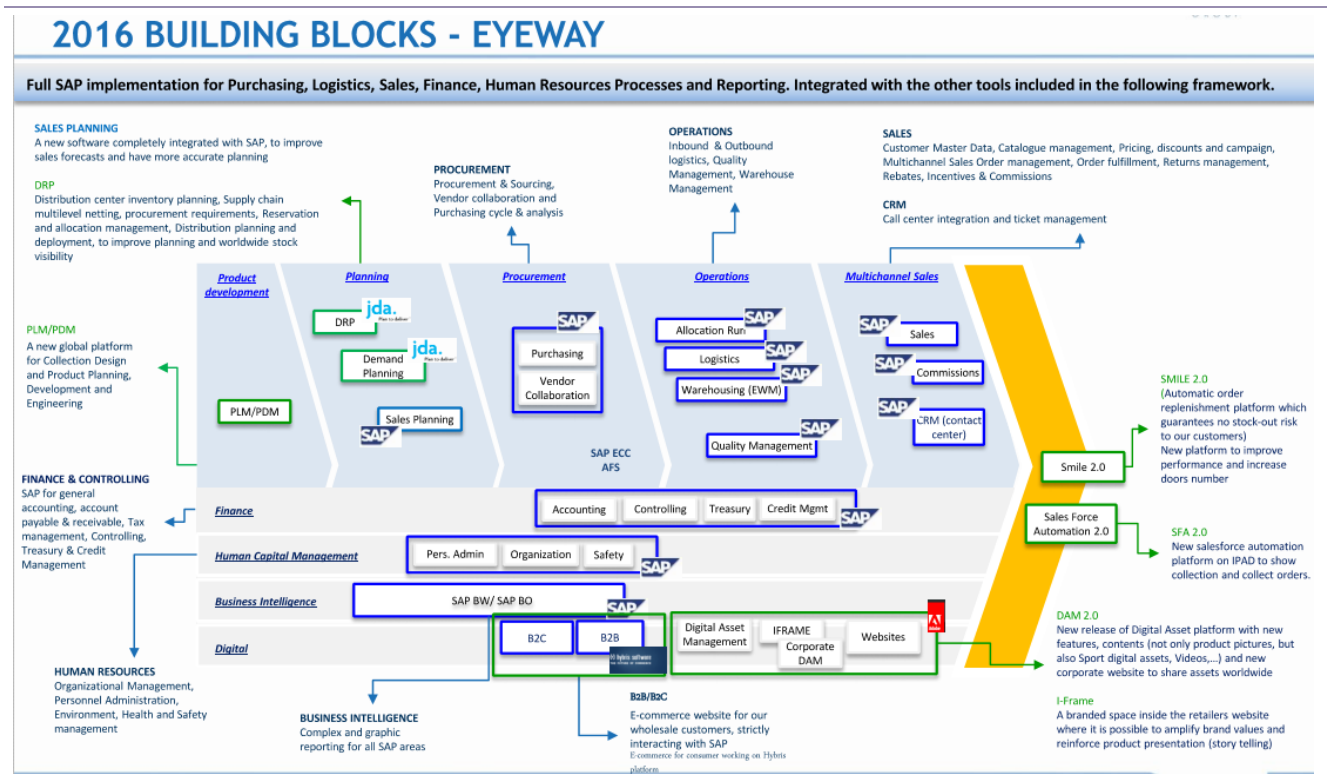 2016 BUILDING BLOCKS - EYEWAY
Full SAP implementation for Purchasing, Logistics, Sales, Finance, Human Resources Processes and Reporting. Integrated with the other tools included in the following framework.
SALES PLANNING
A new software completely integrated with SAP, to improve
sales forecasts and have more accurate planning
DRP
Distribution center inventory planning, Supply chain
multilevel netting, procurement requirements, Reservation
and allocation management, Distribution planning and
deployment, to improve planning and worldwide stock
visibility
PROCUREMENT
Procurement & Sourcing,
Vendor collaboration and
Purchasing cycle & analysis
OPERATIONS
Inbound & Outbound
logistics, Quality
Management, Warehouse
Management
SALES
Customer Master Data, Catalogue management, Pricing, discounts and campaign,
Multichannel Sales Order management, Order fulfillment, Returns management,
Rebates, Incentives & Commissions
CRM
Call center integration and ticket management
Product
development
Planning
Procurement
Operations
Multichannel Sales
PLM/PDM
A new global platform
for Collection Design
and Product Planning,
Development and
Engineering
PLM/PDM
DRP
jda.
Plan to deliver
Demand
Planning
jda.
Plan to deliver
Sales Planning
SAP
SAP
Purchasing
Vendor
Collaboration
SAP ECC
AFS
Allocation Run
SAP
Logistics
SAP
Warehousing (EWM)
SAP
Quality Management
SAP
SAP
Sales
SAP
Commissions
SAP
CRM (contact
center)
Smile 2.0
Sales Force
Automation 2.0
SMILE 2.0
(Automatic order
replenishment platform which
guarantees no stock-out risk
to our customers)
New platform to improve
performance and increase
doors number
SFA 2.0
New salesforce automation
platform on IPAD to show
collection and collect orders.
FINANCE & CONTROLLING
SAP for general
accounting, account
payable & receivable, Tax
management, Controlling,
Treasury & Credit
Management
Finance
Accounting
Controlling
Treasury
Credit Mgmt
SAP
Human Capital Management
Pers. Admin
Organization
Safety
SAP
Business Intelligence
SAP BW/ SAP BO
SAP
Digital
B2C
B2B
hybris software
Digital Asset
Management
IFRAME
Corporate
DAM
Websites
Adobe
DAM 2.0
New release of Digital Asset platform with new
features, contents (not only product pictures, but
also Sport digital assets, Videos,...) and new
corporate website to share assets worldwide
I-Frame
A branded space inside the retailers website
where it is possible to amplify brand values and
reinforce product presentation (story telling)
HUMAN RESOURCES
Organizational Management,
Personnel Administration,
Environment, Health and Safety
management
BUSINESS INTELLIGENCE
Complex and graphic
reporting for all SAP areas
B2B/B2C
E-commerce website for our
wholesale customers, strictly
interacting with SAP
E-commerce for consumer working on Hybris
platform